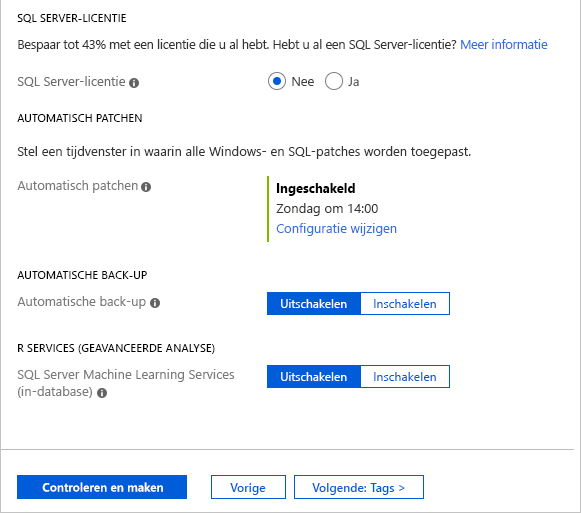 SQL SERVER-LICENTIE
Bespaar tot 43% met een licentie die u al hebt. Hebt u al een SQL Server-licentie? Meer informatie
SQL Server-licentie
Nee
Ja
AUTOMATISCH PATCHEN
Stel een tijdvenster in waarin alle Windows- en SQL-patches worden toegepast.
Automatisch patchen
Ingeschakeld
Zondag om 14:00
Configuratie wijzigen
AUTOMATISCHE BACK-UP
Automatische back-up
Uitschakelen
Inschakelen
R SERVICES (GEAVANCEERDE ANALYSE)
SQL Server Machine Learning Services
(in-database)
Uitschakelen
Inschakelen
Controleren en maken
Vorige
Volgende: Tags >